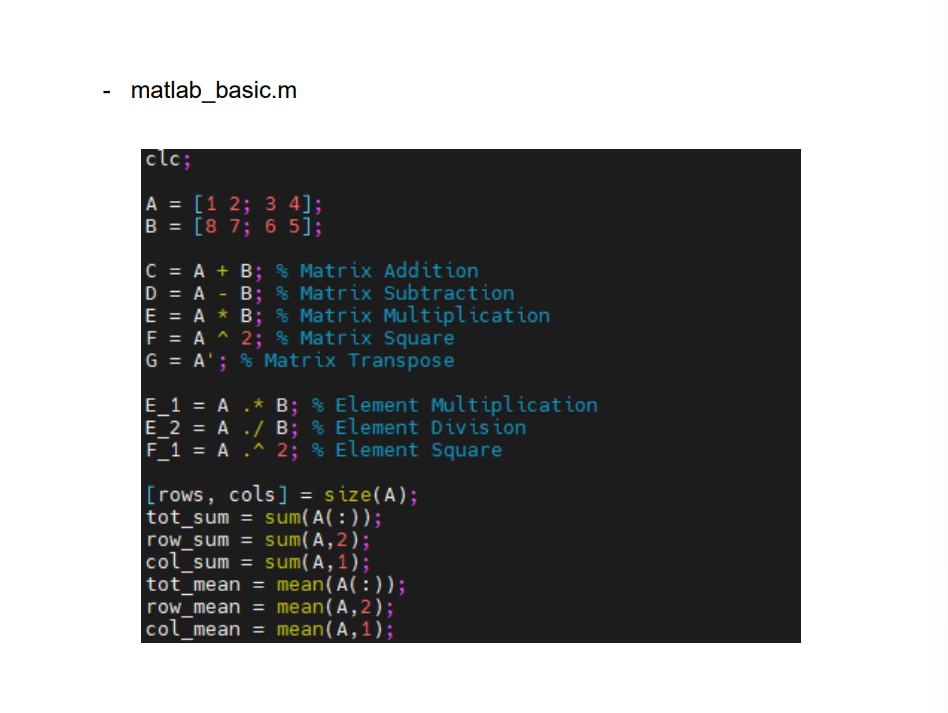 - matlab_basic.m
clc;
A = [1 2; 3 4];
B = [8 7; 6 5];
C = A + B; % Matrix Addition
D = A - B; % Matrix Subtraction
E = A * B; % Matrix Multiplication
F = A ^ 2; % Matrix Square
G = A'; % Matrix Transpose
E_1 = A .* B; % Element Multiplication
E_2 = A ./ B; % Element Division
F_1 = A .^ 2; % Element Square
[rows, cols] = size(A);
tot_sum = sum(A(:));
row_sum = sum(A,2);
col_sum = sum(A,1);
tot_mean = mean(A(:));
row_mean = mean(A,2);
col_mean = mean(A,1);